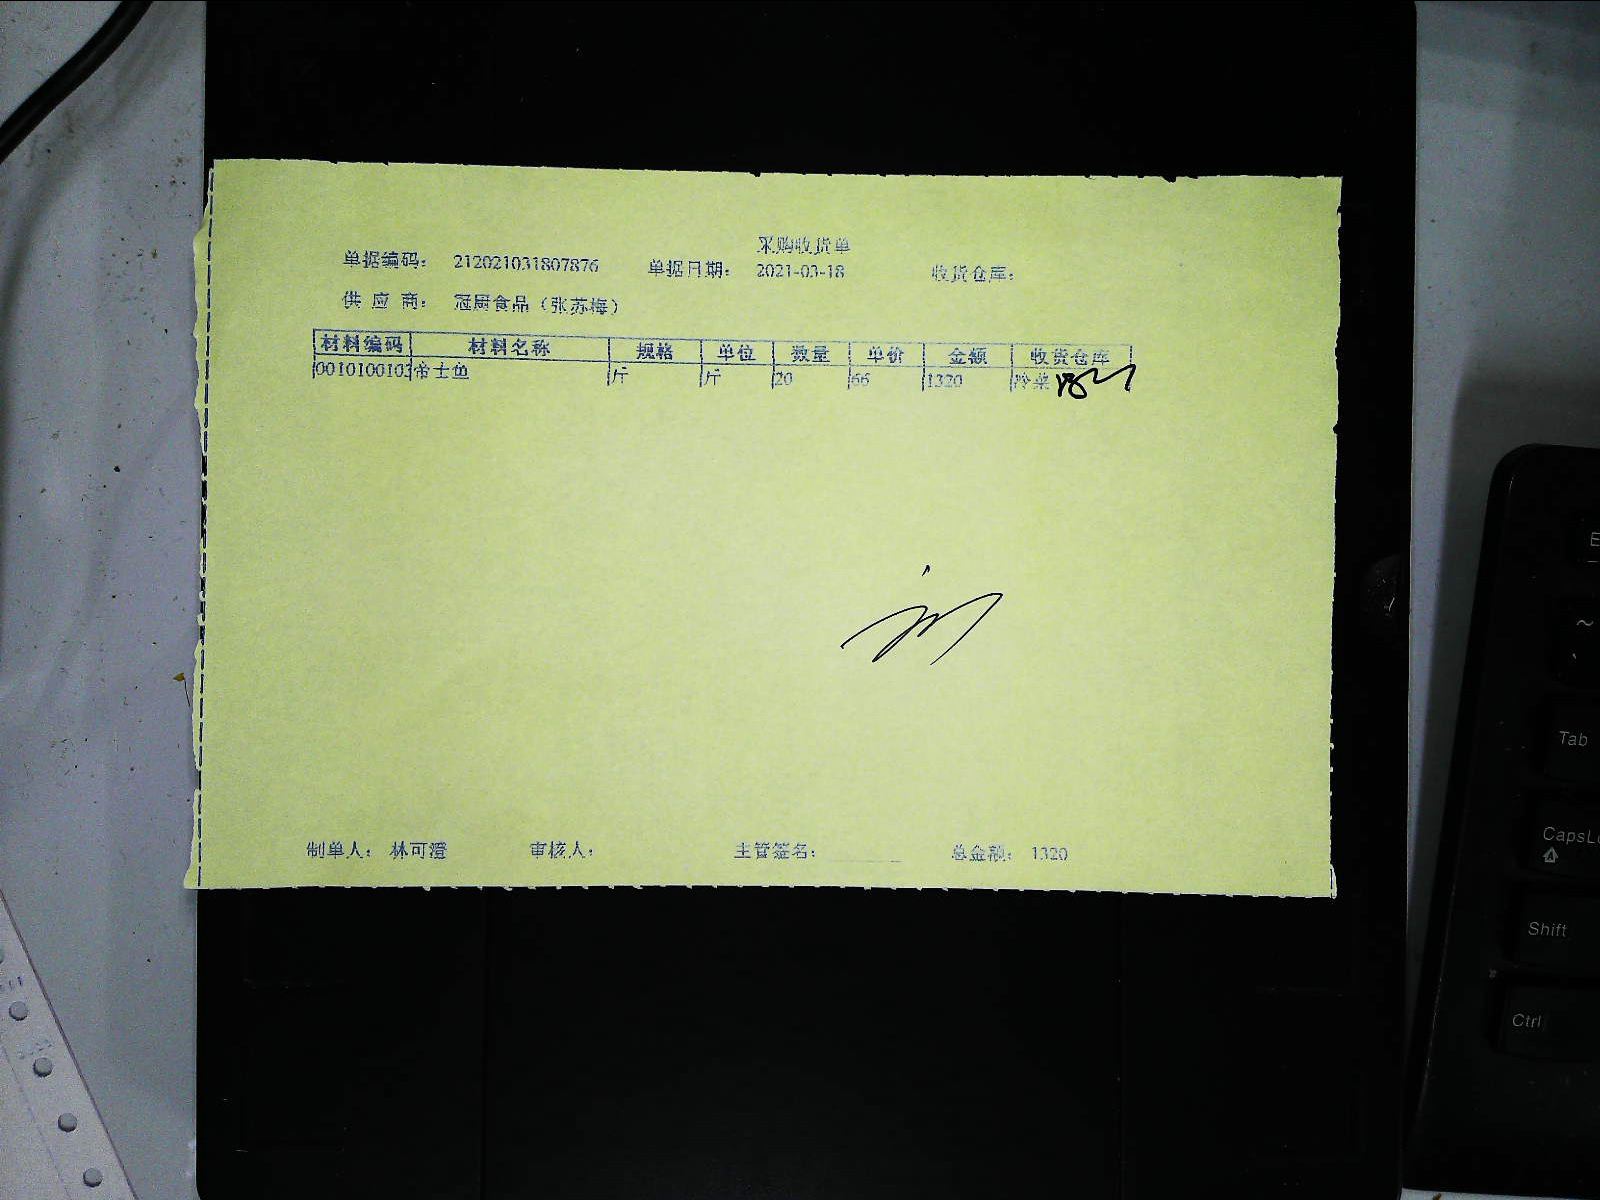 采购收货单
单据编码： 212021031807876 单据日期： 2021-03-18 收货仓库：
供 应 商： 冠厨食品（张苏梅）
材料编码 材料名称 规格 单位 数量 单价 金额 收货仓库
0010100103 帝士鱼 斤 斤 20 66 1320 冷菜
制单人： 林可澄 审核人： 主管签名： 总金额： 1320
E
~
Tab
CapsLo
Shift
Ctrl